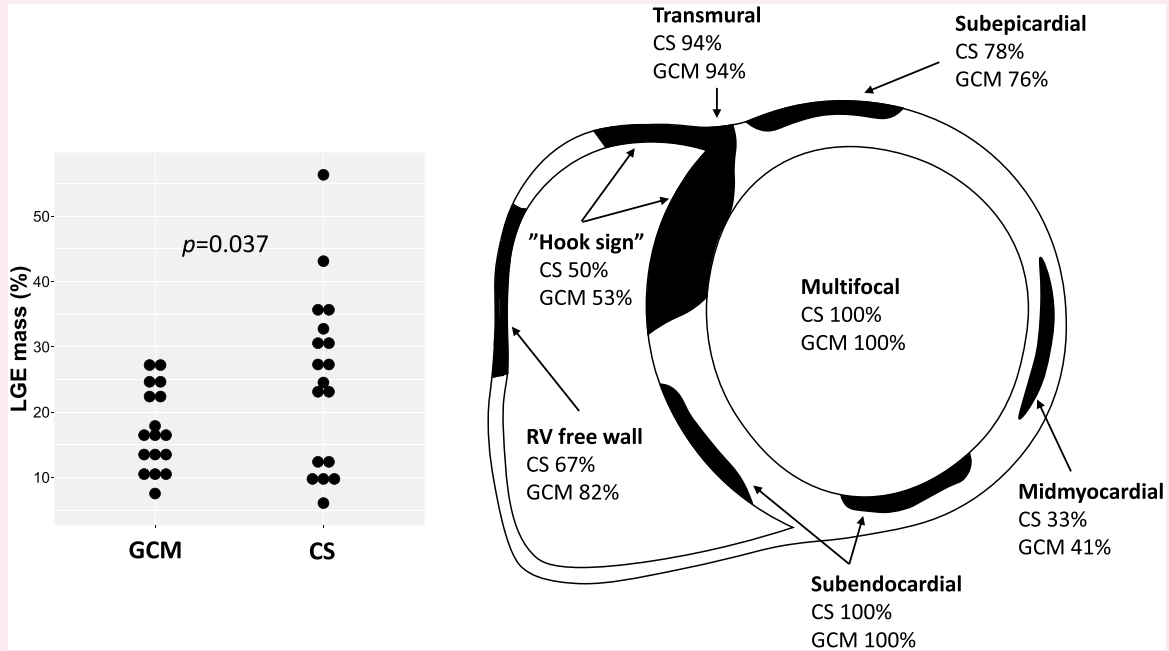 LGE mass (%)
50
40
30
20
10
p=0.037
GCM
CS
Transmural
CS 94%
GCM 94%
Subepicardial
CS 78%
GCM 76%
”Hook sign”
CS 50%
GCM 53%
Multifocal
CS 100%
GCM 100%
RV free wall
CS 67%
GCM 82%
Midmyocardial
CS 33%
GCM 41%
Subendocardial
CS 100%
GCM 100%